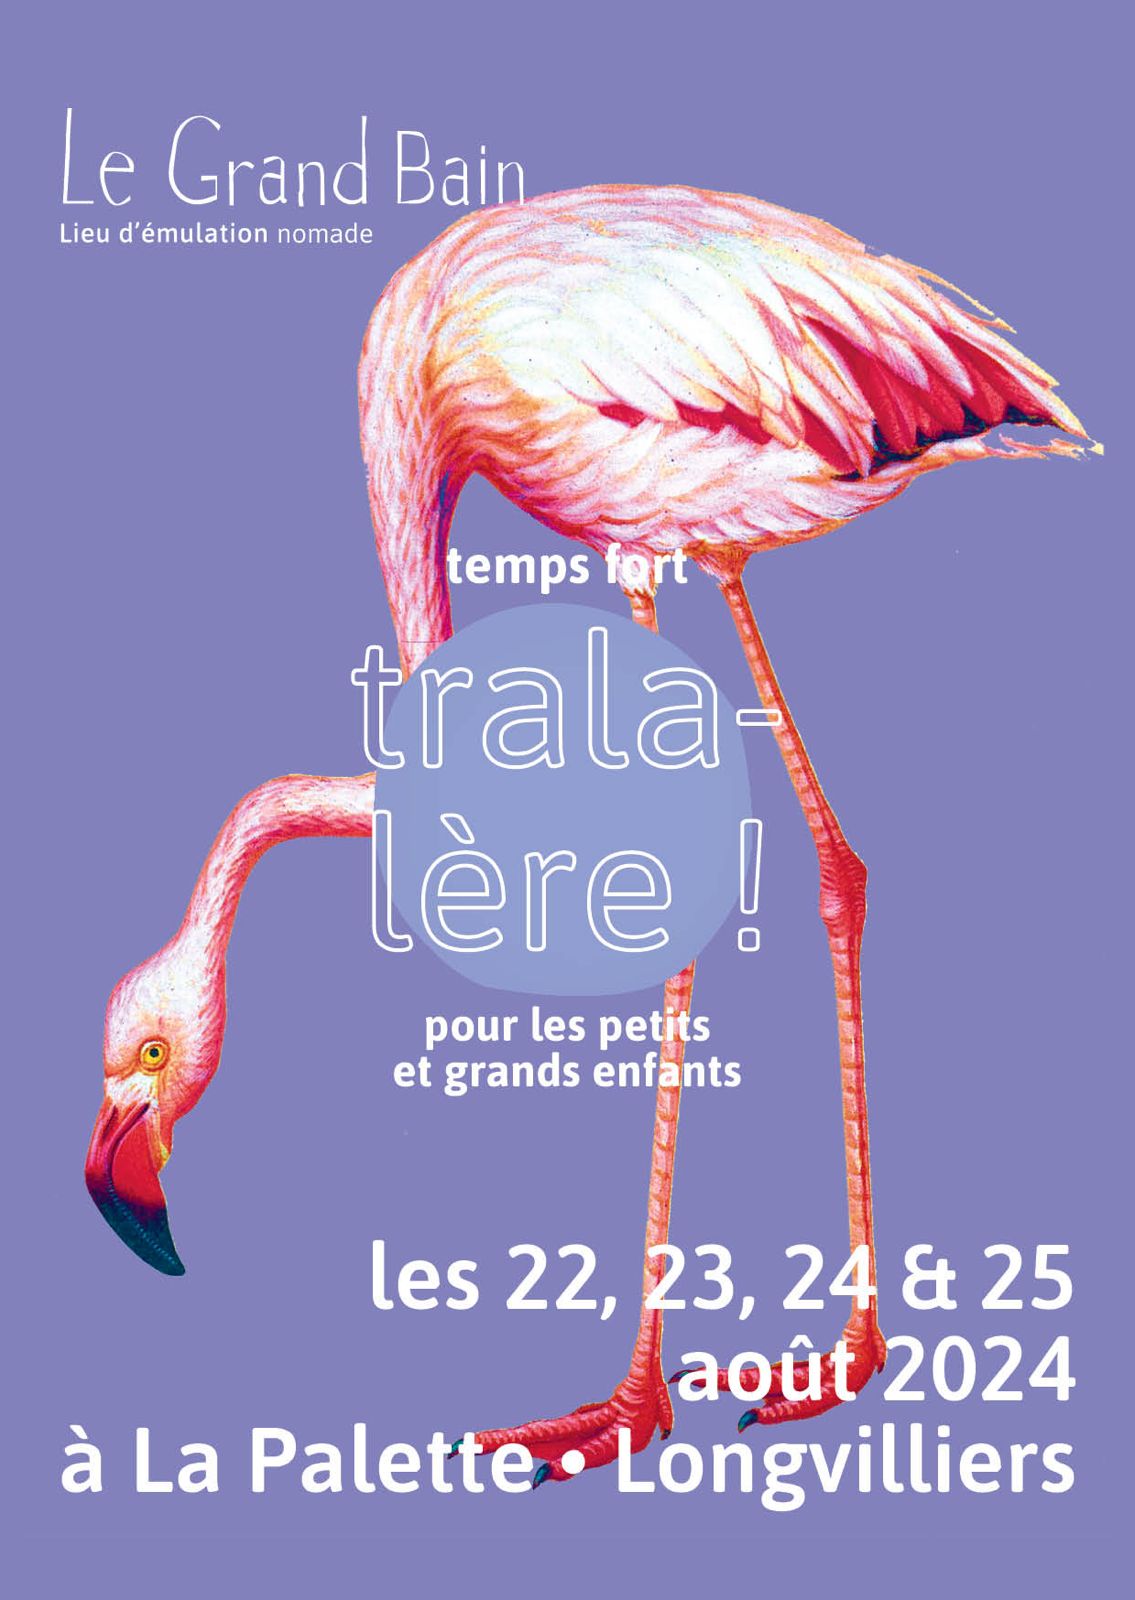 Le Grand Bain
Lieu d'émulation nomade
temps fort
trala-
lère !
pour les petits
et grands enfants
les 22, 23, 24 & 25
août 2024
à La Palette • Longvilliers